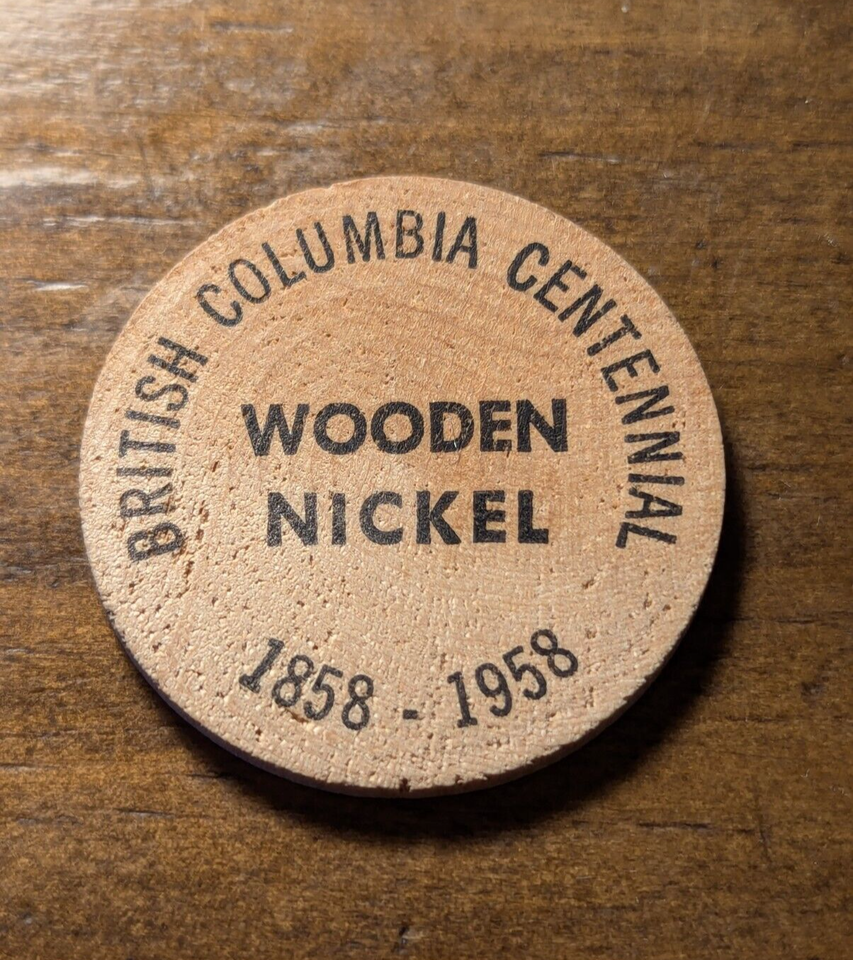 BRITISH COLUMBIA CENTENNIAL
WOODEN
NICKEL
1858 - 1958